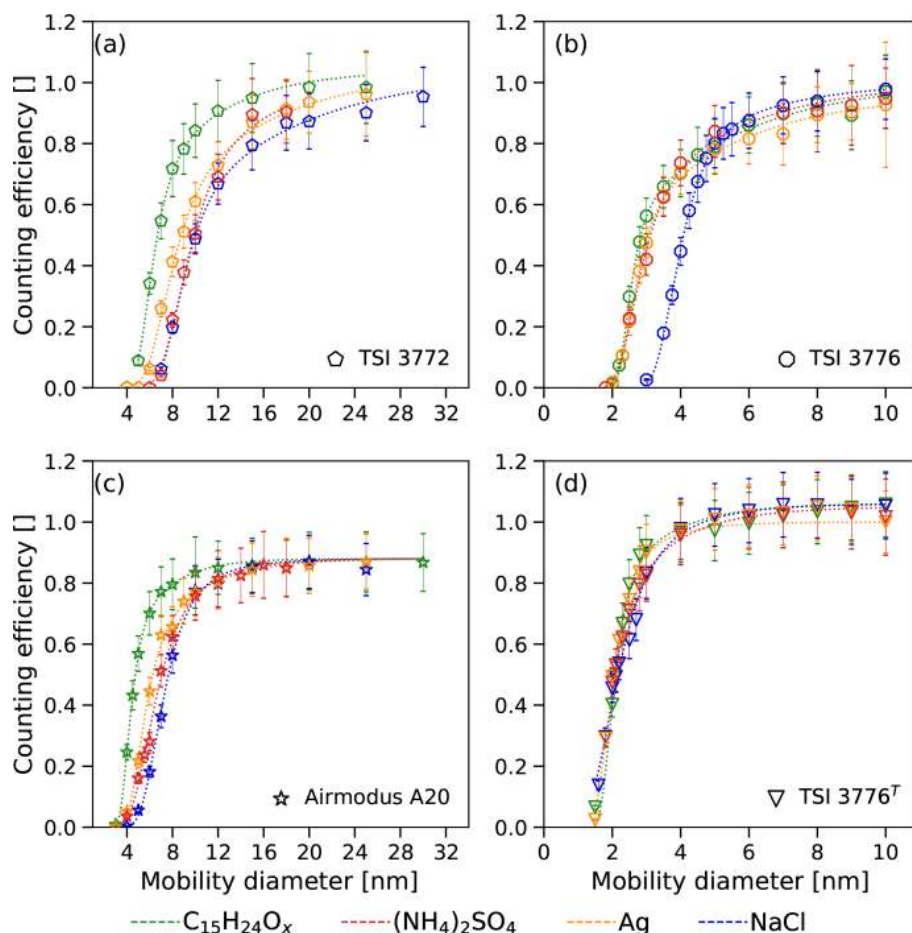 (a)
Counting efficiency []
1.2
1.0
0.8
0.6
0.4
0.2
0.0
4 8 12 16 20 24 28 32
TSI 3772
(b)
1.2
1.0
0.8
0.6
0.4
0.2
0.0
0 2 4 6 8 10
TSI 3776
(c)
Counting efficiency []
1.2
1.0
0.8
0.6
0.4
0.2
0.0
4 8 12 16 20 24 28 32
Mobility diameter [nm]
Airmodus A20
(d)
1.2
1.0
0.8
0.6
0.4
0.2
0.0
0 2 4 6 8 10
Mobility diameter [nm]
TSI 3776ᵀ
C₁₅H₂₄Oₓ (NH₄)₂SO₄ Ag NaCl